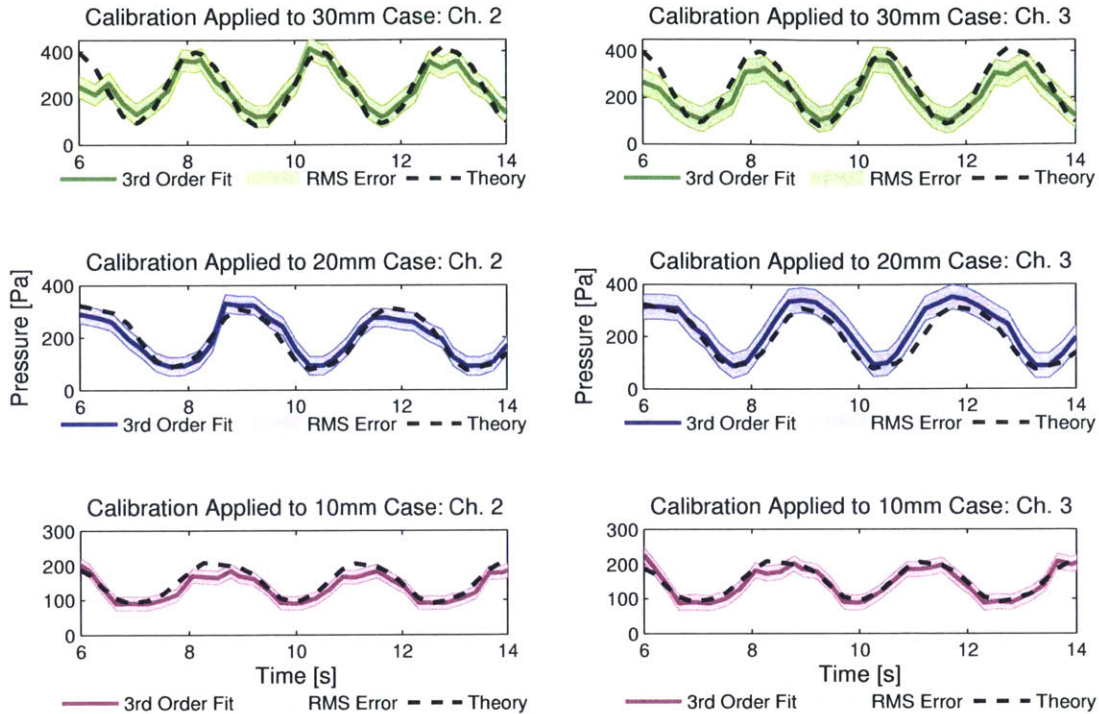 Calibration Applied to 30mm Case: Ch. 2
400
200
0
6 8 10 12 14
3rd Order Fit RMS Error Theory
Calibration Applied to 30mm Case: Ch. 3
400
200
0
6 8 10 12 14
3rd Order Fit RMS Error Theory
Calibration Applied to 20mm Case: Ch. 2
Pressure [Pa]
400
200
0
6 8 10 12 14
3rd Order Fit RMS Error Theory
Calibration Applied to 20mm Case: Ch. 3
Pressure [Pa]
400
200
0
6 8 10 12 14
3rd Order Fit RMS Error Theory
Calibration Applied to 10mm Case: Ch. 2
300
200
100
0
6 8 10 12 14
Time [s]
3rd Order Fit RMS Error Theory
Calibration Applied to 10mm Case: Ch. 3
300
200
100
0
6 8 10 12 14
Time [s]
3rd Order Fit RMS Error Theory